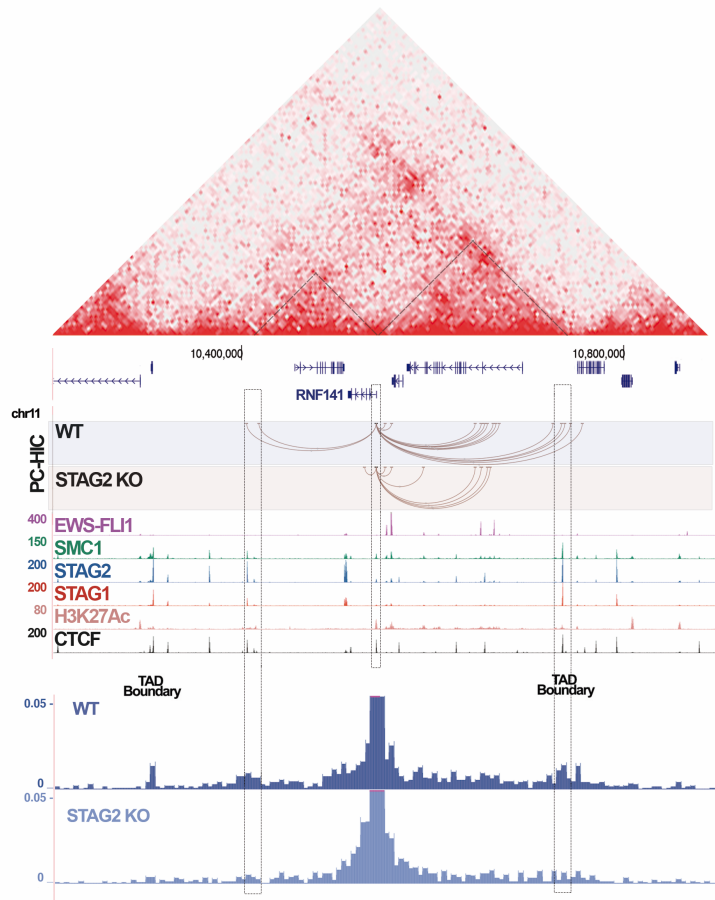 10,400,000 10,800,000
RNF141
chr11
PC-HIC
WT
STAG2 KO
400 EWS-FLI1
150 SMC1
200 STAG2
200 STAG1
80 H3K27Ac
200 CTCF
TAD
Boundary
TAD
Boundary
0.05
WT
0
0.05
STAG2 KO
0